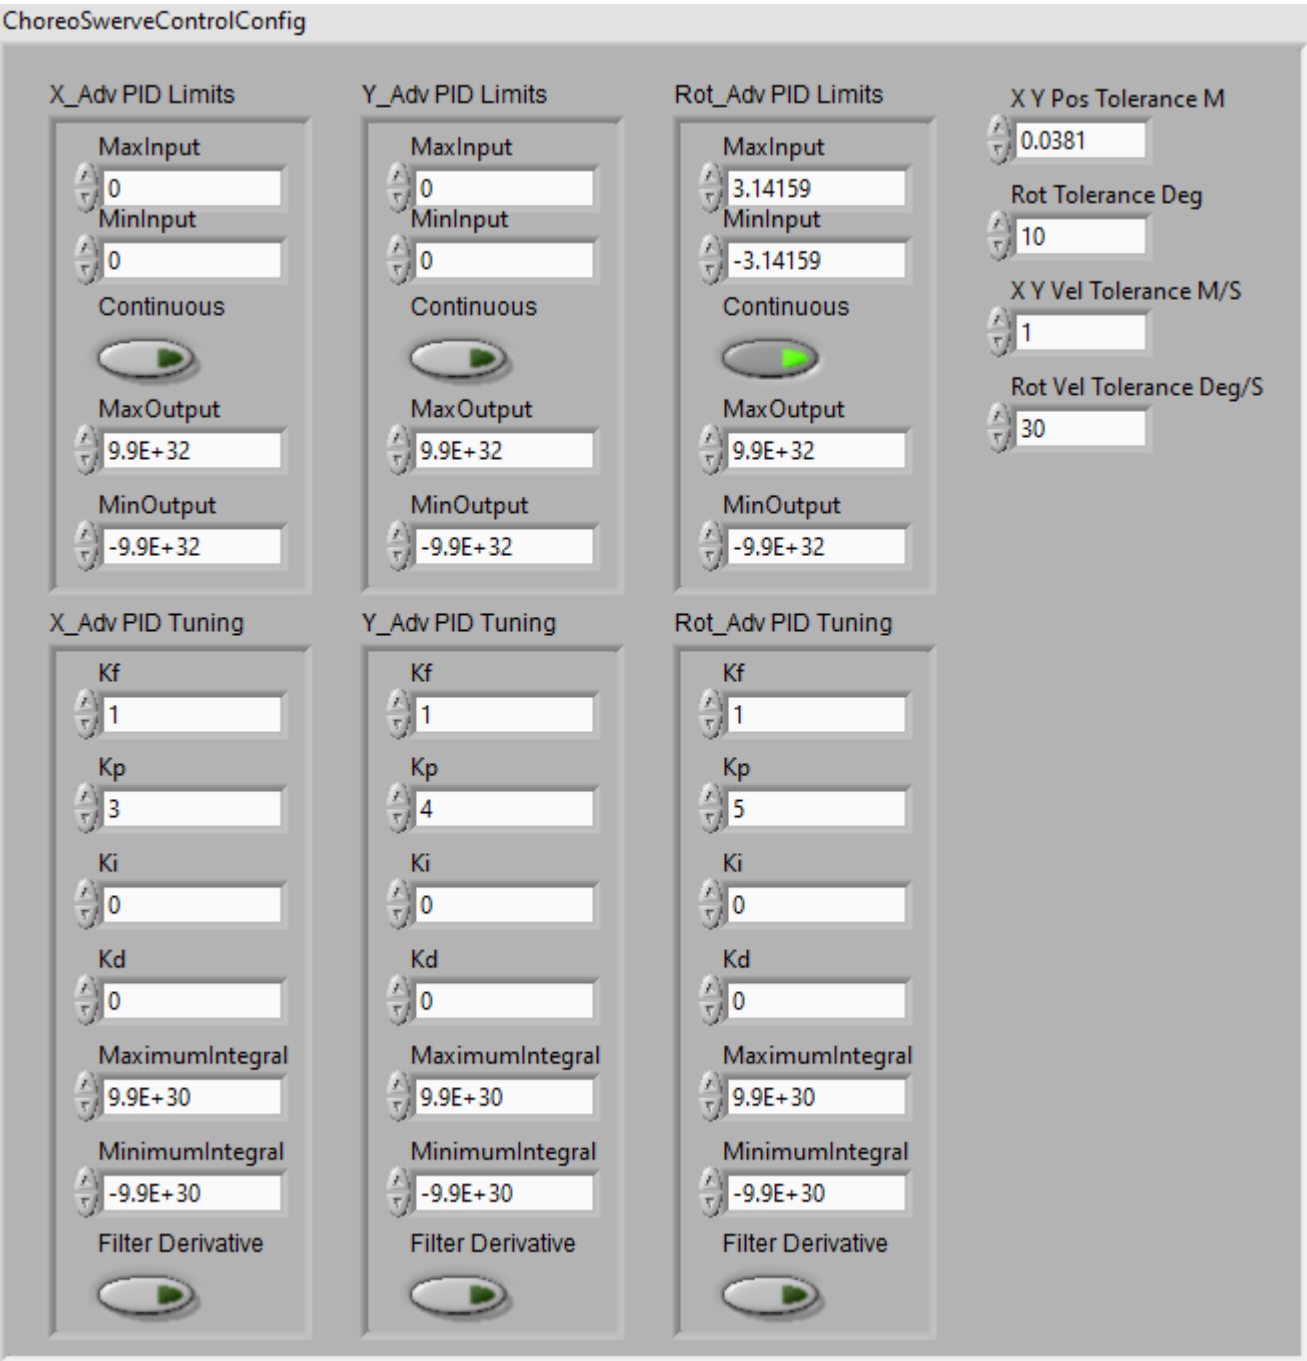 ChoreoSwerveControlConfig
X_Adv PID Limits
MaxInput
0
MinInput
0
Continuous
MaxOutput
9.9E+32
MinOutput
-9.9E+32
Y_Adv PID Limits
MaxInput
0
MinInput
0
Continuous
MaxOutput
9.9E+32
MinOutput
-9.9E+32
Rot_Adv PID Limits
MaxInput
3.14159
MinInput
-3.14159
Continuous
MaxOutput
9.9E+32
MinOutput
-9.9E+32
X Y Pos Tolerance M
0.0381
Rot Tolerance Deg
10
X Y Vel Tolerance M/S
1
Rot Vel Tolerance Deg/S
30
X_Adv PID Tuning
Kf
1
Kp
3
Ki
0
Kd
0
MaximumIntegral
9.9E+30
MinimumIntegral
-9.9E+30
Filter Derivative
Y_Adv PID Tuning
Kf
1
Kp
4
Ki
0
Kd
0
MaximumIntegral
9.9E+30
MinimumIntegral
-9.9E+30
Filter Derivative
Rot_Adv PID Tuning
Kf
1
Kp
5
Ki
0
Kd
0
MaximumIntegral
9.9E+30
MinimumIntegral
-9.9E+30
Filter Derivative